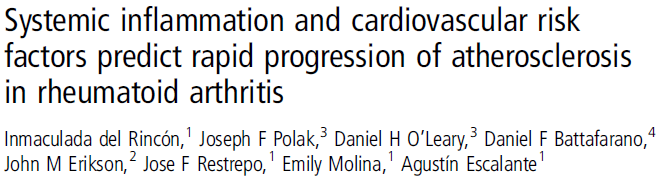 Systemic inflammation and cardiovascular risk
factors predict rapid progression of atherosclerosis
in rheumatoid arthritis
Inmaculada del Rincón,¹ Joseph F Polak,³ Daniel H O'Leary,³ Daniel F Battafarano,⁴
John M Erikson,² Jose F Restrepo,¹ Emily Molina,¹ Agustín Escalante¹